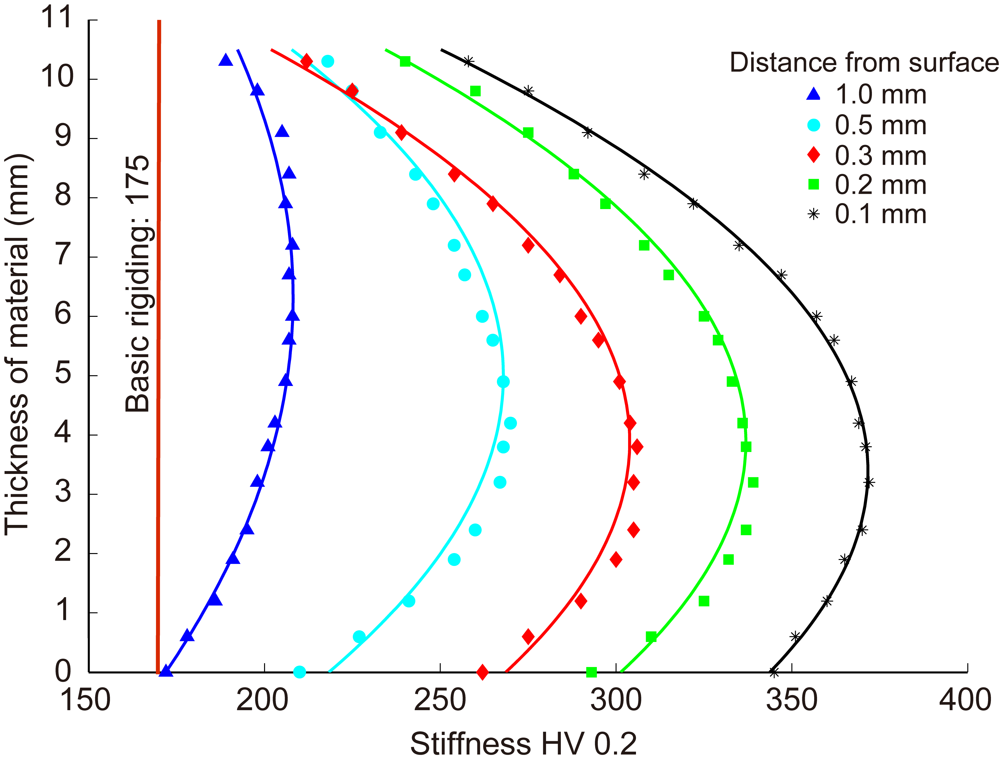 11
10
9
8
7
6
5
4
3
2
1
0
Thickness of material (mm)
Basic rigiding: 175
Distance from surface
1.0 mm
0.5 mm
0.3 mm
0.2 mm
0.1 mm
150 200 250 300 350 400
Stiffness HV 0.2